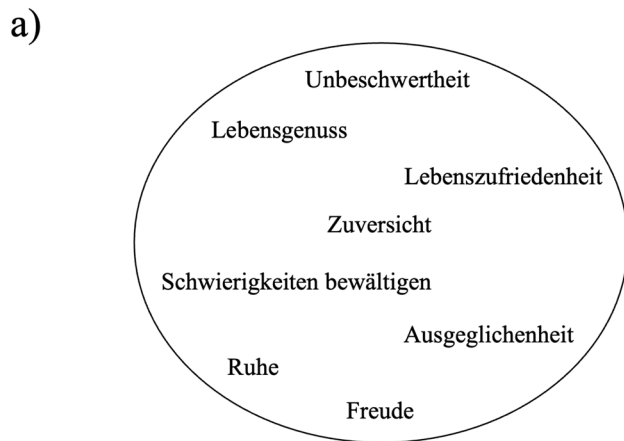 a)
Unbeschwertheit
Lebensgenuss
Lebenszufriedenheit
Zuversicht
Schwierigkeiten bewältigen
Ausgeglichenheit
Ruhe
Freude